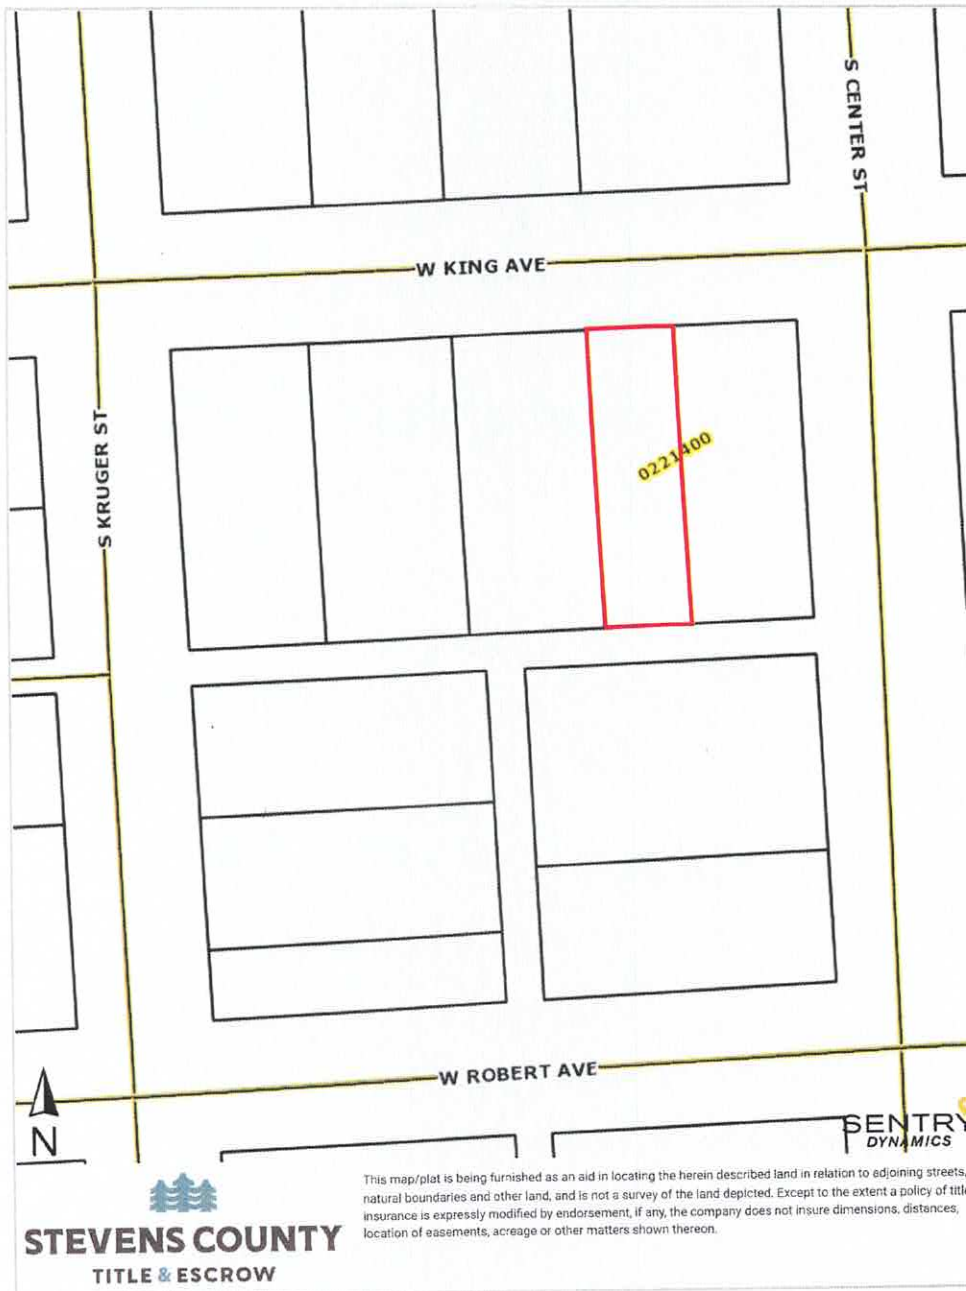 S CENTER ST
W KING AVE
S KRUGER ST
0221400
W ROBERT AVE
N
SENTRY
DYNAMICS
STEVENS COUNTY
TITLE & ESCROW
This map/plat is being furnished as an aid in locating the herein described land in relation to adjoining streets,
natural boundaries and other land, and is not a survey of the land depicted. Except to the extent a policy of title
insurance is expressly modified by endorsement, if any, the company does not insure dimensions, distances,
location of easements, acreage or other matters shown thereon.